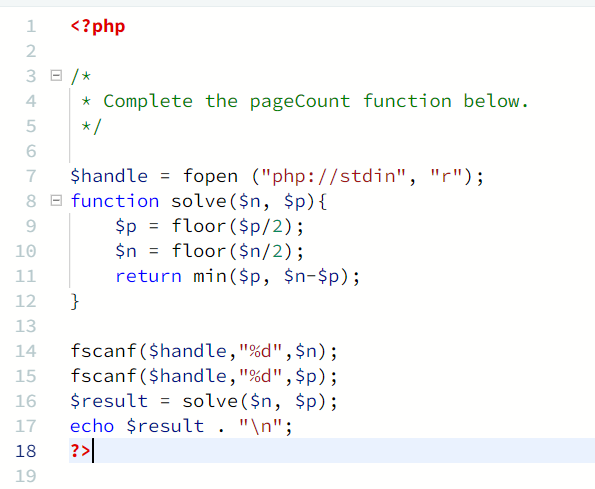 1 <?php
2
3 /*
4 * Complete the pageCount function below.
5 */
6
7 $handle = fopen ("php://stdin", "r");
8 function solve($n, $p){
9 $p = floor($p/2);
10 $n = floor($n/2);
11 return min($p, $n-$p);
12 }
13
14 fscanf($handle,"%d",$n);
15 fscanf($handle,"%d",$p);
16 $result = solve($n, $p);
17 echo $result . "\n";
18 ?>
19